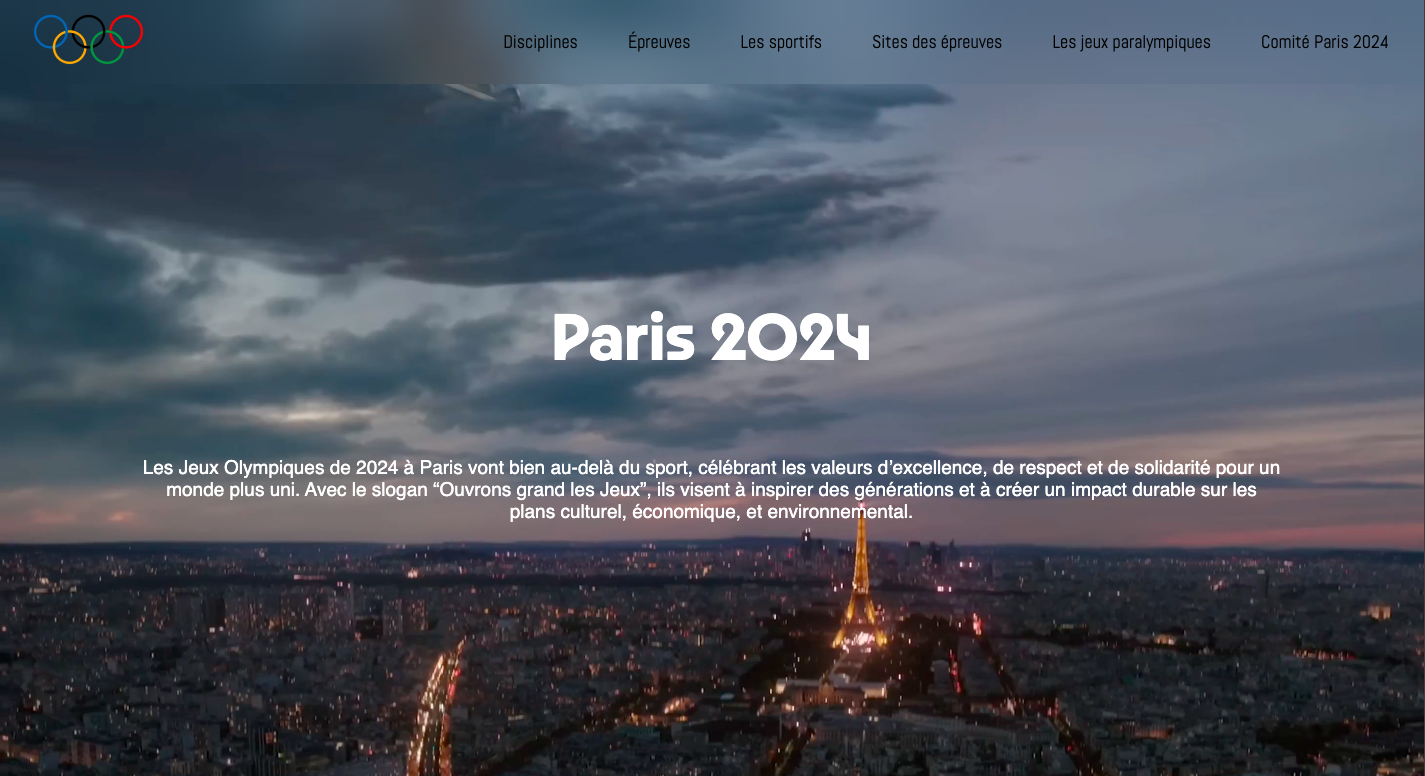 Disciplines Épreuves Les sportifs Sites des épreuves Les jeux paralympiques Comité Paris 2024
Paris 2024
Les Jeux Olympiques de 2024 à Paris vont bien au-delà du sport, célébrant les valeurs d’excellence, de respect et de solidarité pour un
monde plus uni. Avec le slogan “Ouvrons grand les Jeux”, ils visent à inspirer des générations et à créer un impact durable sur les
plans culturel, économique, et environnemental.